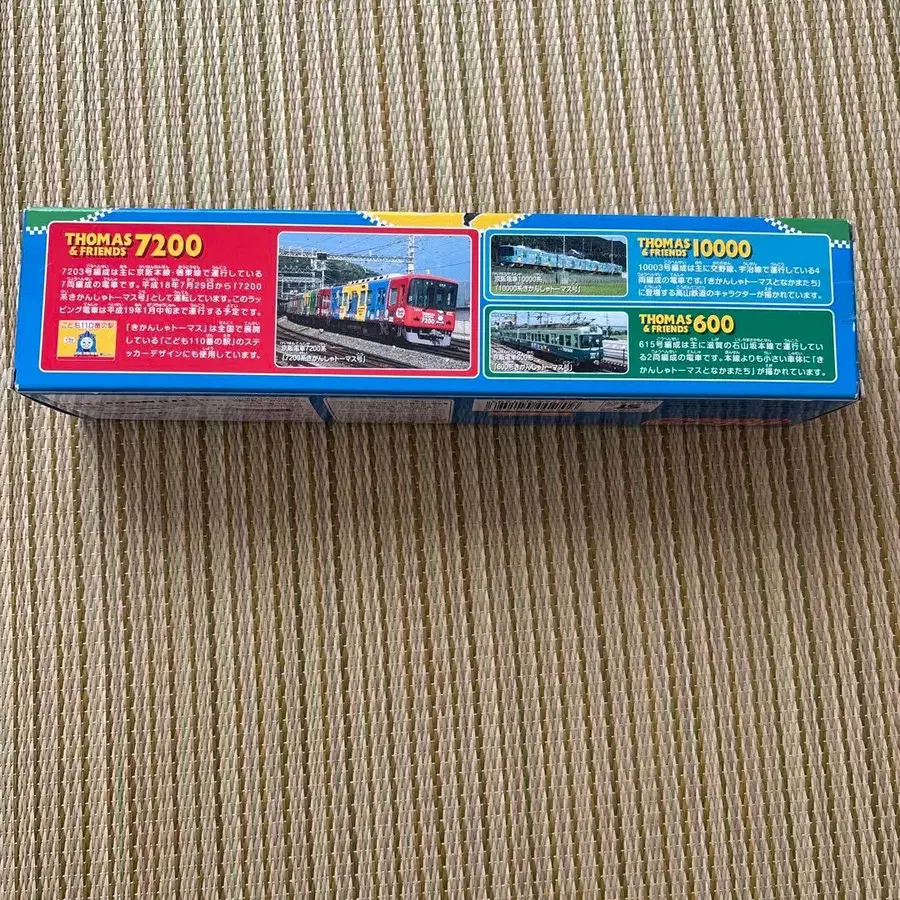 THOMAS
& FRIENDS 7200
7203号編成は主に京阪本線・鴨東線で運行している
7両編成の電車です。平成18年7月29日から「7200
系きかんしゃトーマス号」として運転しています。このラッ
ピング電車は平成19年1月中旬まで運行する予定です。
こども110番の駅
「きかんしゃトーマス」は全国で展開
している「こども110番の駅」のステ
ッカーデザインにも使用しています。
THOMAS
& FRIENDS
7200
京阪電車7200系
「7200系きかんしゃトーマス号」
京阪電車10000系
「10000系きかんしゃトーマス号」
THOMAS
& FRIENDS 10000
10003号編成は主に交野線、宇治線で運行している4
両編成の電車です。「きかんしゃトーマスとなかまたち」
に登場する高山鉄道のキャラクターが描かれています。
京阪電車600系
「600系きかんしゃトーマス号」
THOMAS
& FRIENDS 600
615号編成は主に滋賀の石山坂本線で運行し
ている2両編成の電車です。本線よりも小さい車体に「き
かんしゃトーマスとなかまたち」が描かれています。
ST